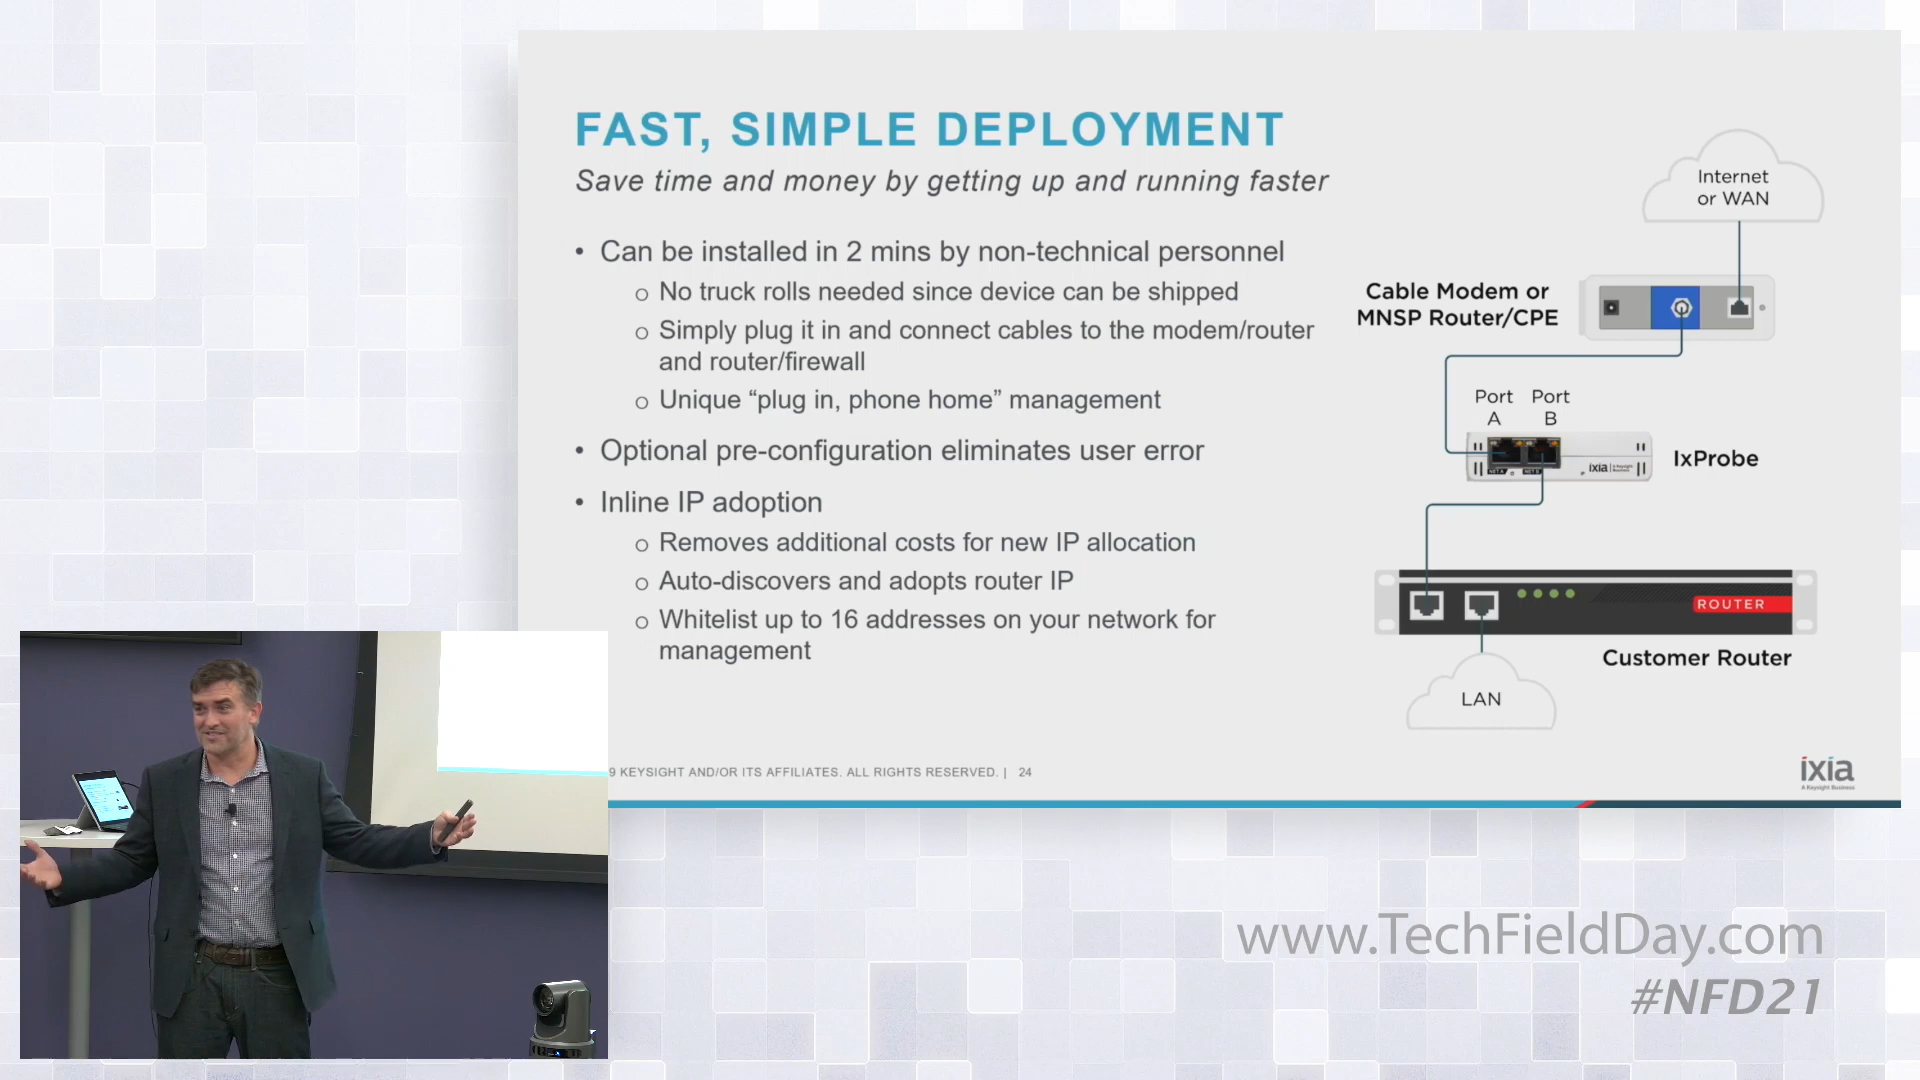 FAST, SIMPLE DEPLOYMENT
Save time and money by getting up and running faster
• Can be installed in 2 mins by non-technical personnel
o No truck rolls needed since device can be shipped
o Simply plug it in and connect cables to the modem/router
and router/firewall
o Unique “plug in, phone home” management
• Optional pre-configuration eliminates user error
• Inline IP adoption
o Removes additional costs for new IP allocation
o Auto-discovers and adopts router IP
o Whitelist up to 16 addresses on your network for
management
Internet
or WAN
Cable Modem or
MNSP Router/CPE
Port Port
A B
ixia
IxProbe
ROUTER
Customer Router
LAN
9 KEYSIGHT AND/OR ITS AFFILIATES. ALL RIGHTS RESERVED. | 24
ixia
A Keysight Business
www.TechFieldDay.com
#NFD21